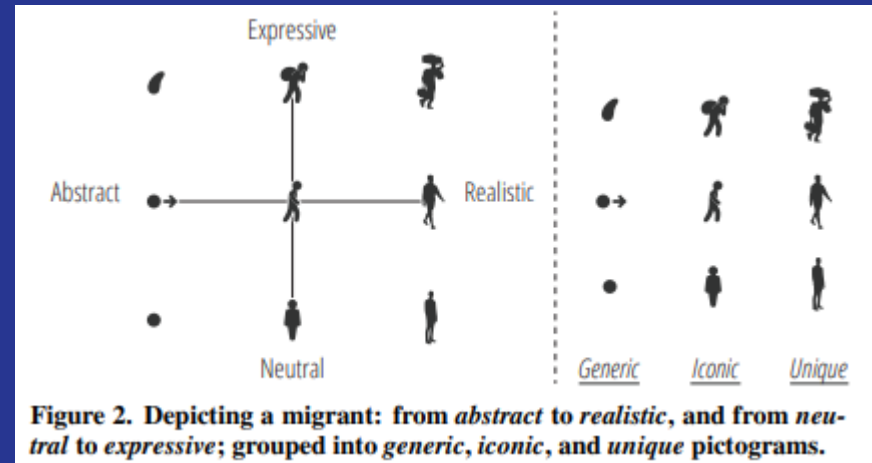 Expressive
Abstract
Realistic
Neutral
Generic Iconic Unique
Figure 2. Depicting a migrant: from abstract to realistic, and from neu-
tral to expressive; grouped into generic, iconic, and unique pictograms.